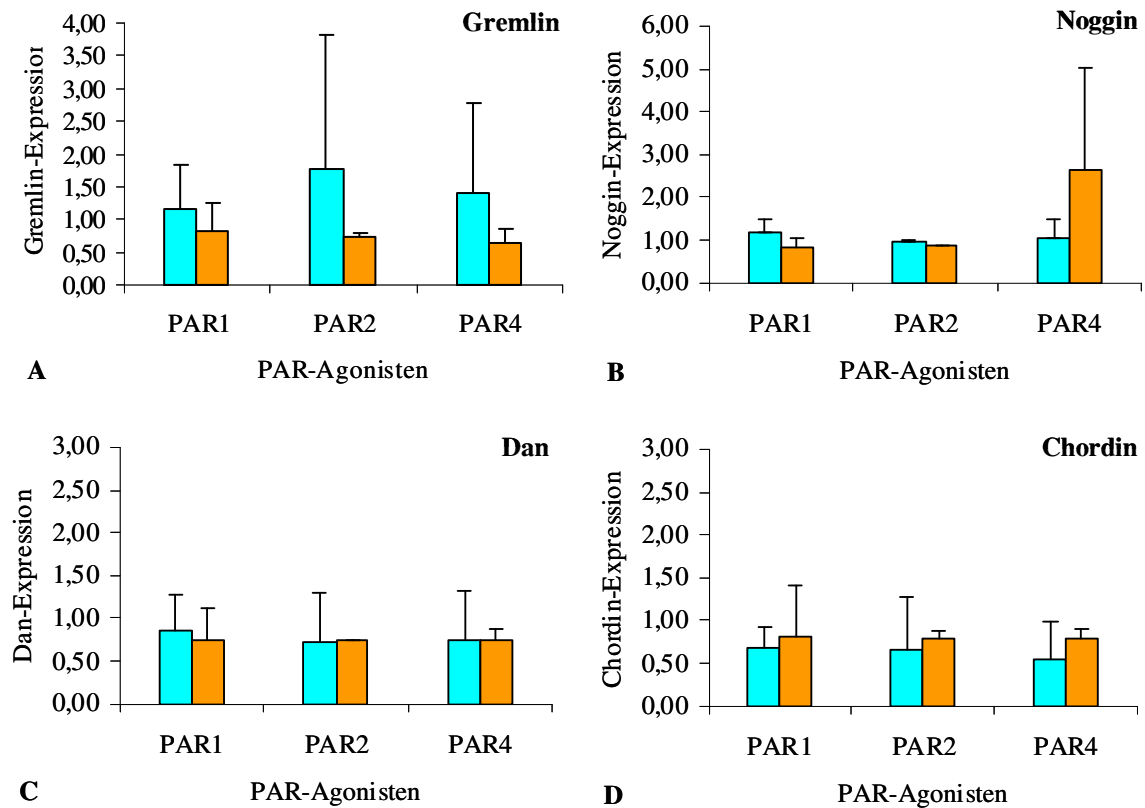 Gremlin
4,00
3,50
3,00
2,50
2,00
1,50
1,00
0,50
0,00
Gremlin-Expression
PAR1 PAR2 PAR4
PAR-Agonisten
A
Noggin
6,00
5,00
4,00
3,00
2,00
1,00
0,00
Noggin-Expression
PAR1 PAR2 PAR4
PAR-Agonisten
B
Dan
3,00
2,50
2,00
1,50
1,00
0,50
0,00
Dan-Expression
PAR1 PAR2 PAR4
PAR-Agonisten
C
Chordin
3,00
2,50
2,00
1,50
1,00
0,50
0,00
Chordin-Expression
PAR1 PAR2 PAR4
PAR-Agonisten
D